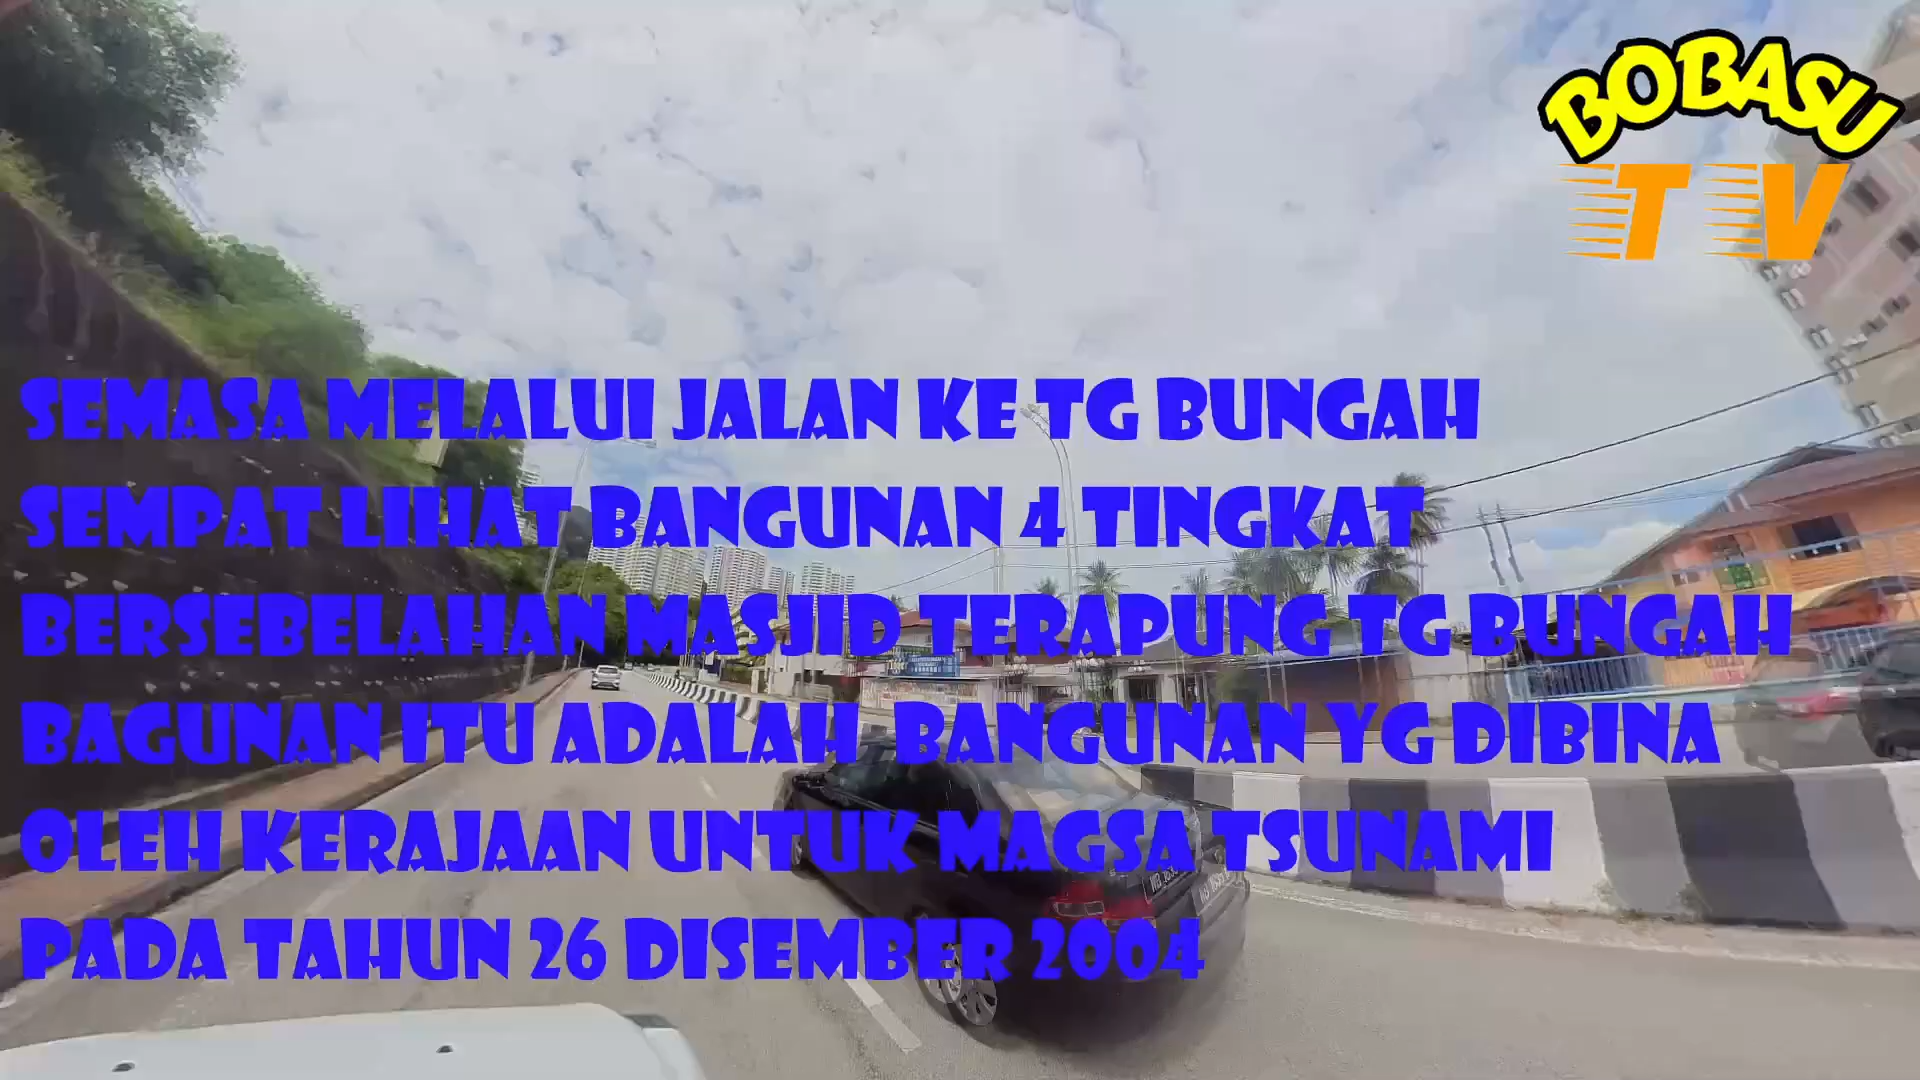 BOBASU
TV
SEMASA MELALUI JALAN KE TG BUNGAH
SEMPAT LIHAT BANGUNAN 4 TINGKAT
BERSEBELAHAN MASJID TERAPUNG TG BUNGAH
BAGUNAN ITU ADALAH BANGUNAN YG DIBINA
OLEH KERAJAAN UNTUK MAGSA TSUNAMI
PADA TAHUN 26 DISEMBER 2004